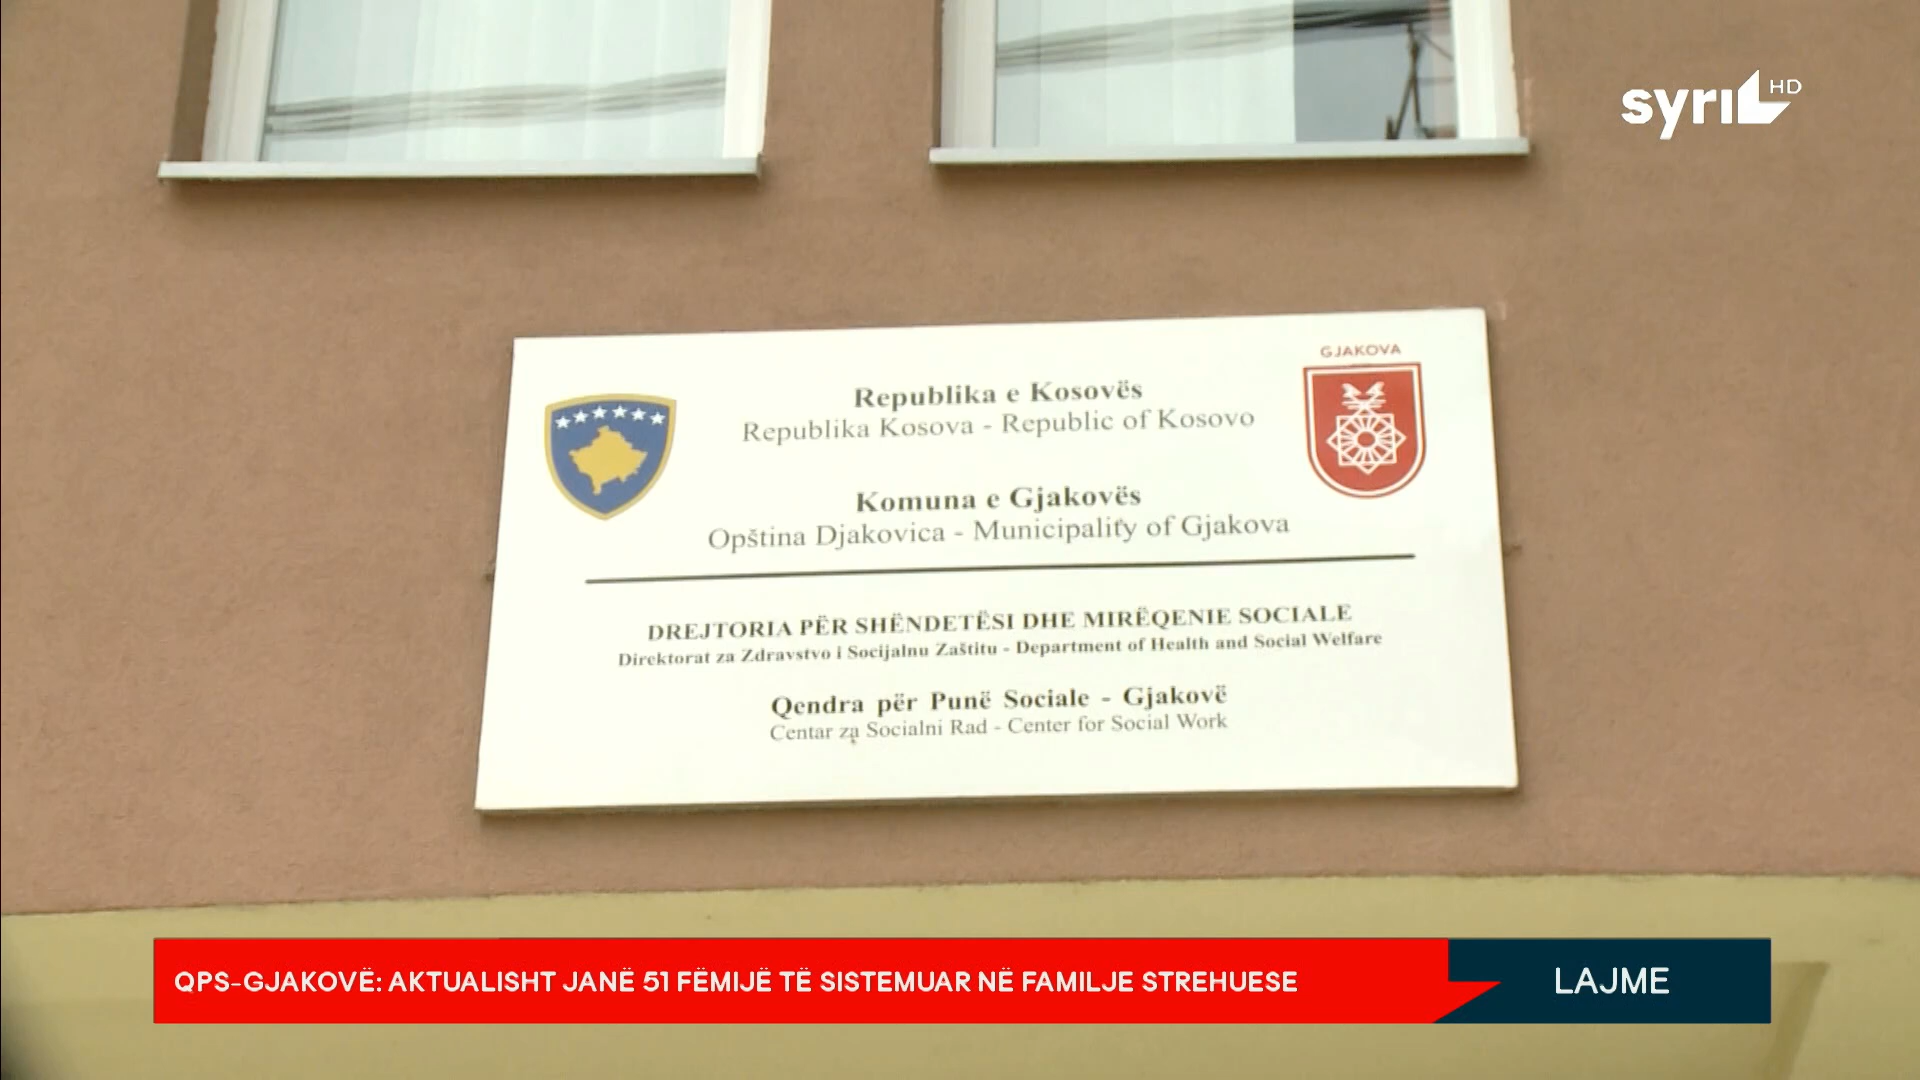 syri HD
GJAKOVA
Republika e Kosovës
Republika Kosova - Republic of Kosovo
Komuna e Gjakovës
Opština Djakovica - Municipality of Gjakova
DREJTORIA PËR SHËNDETËSI DHE MIRËQENIE SOCIALE
Direktorat za Zdravstvo i Socijalnu Zaštitu - Department of Health and Social Welfare
Qendra për Punë Sociale - Gjakovë
Centar za Socialni Rad - Center for Social Work
QPS-GJAKOVË: AKTUALISHT JANË 51 FËMIJË TË SISTEMUAR NË FAMILJE STREHUESE
LAJME